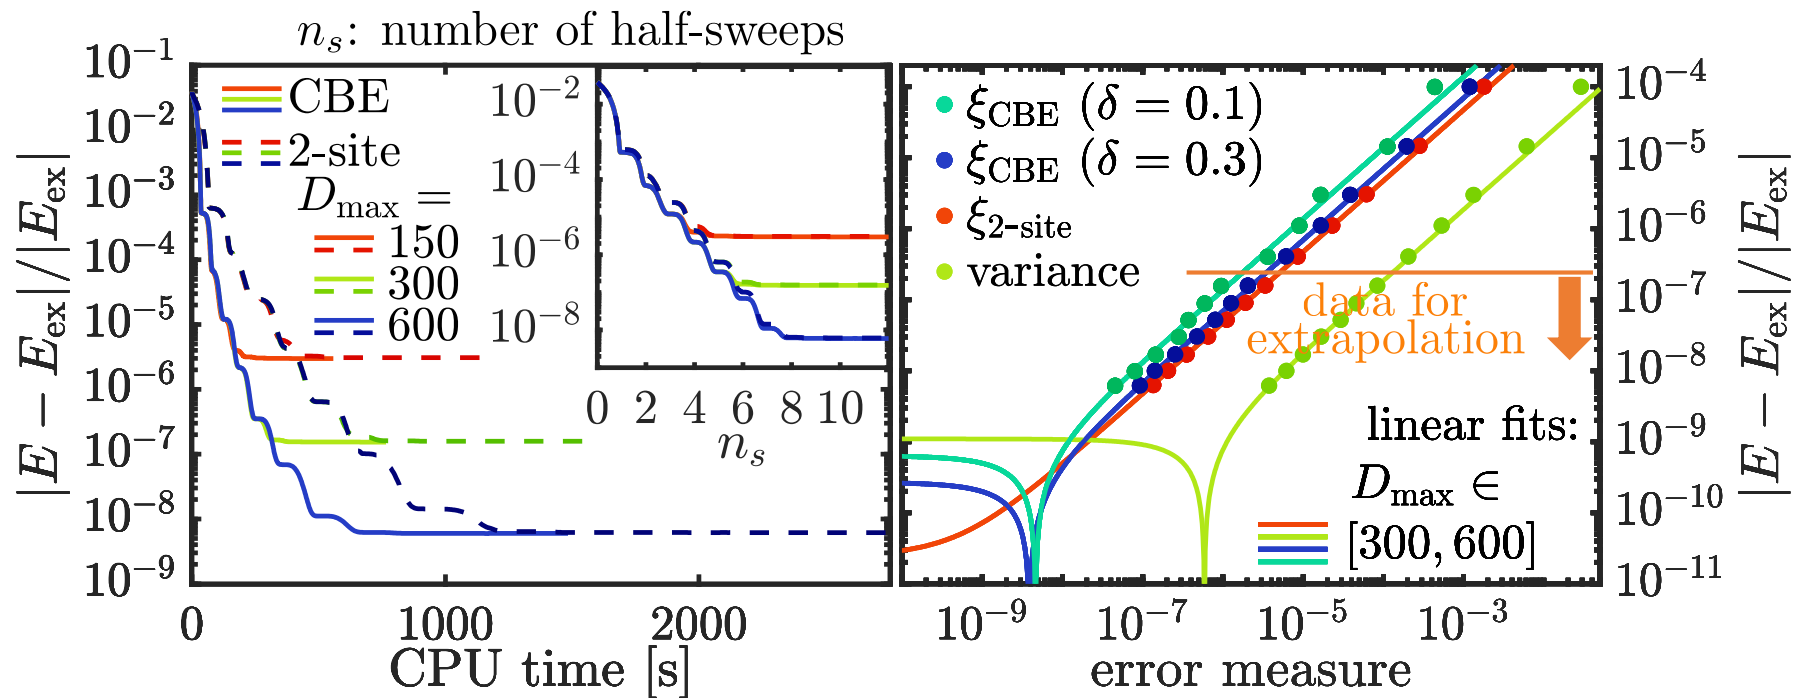 n_s: number of half-sweeps
10^{-1}
10^{-2}
10^{-3}
10^{-4}
10^{-5}
10^{-6}
10^{-7}
10^{-8}
10^{-9}
|E − E_ex|/|E_ex|
CBE
2-site
D_max =
150
300
600
0
1000
2000
CPU time [s]
10^{-2}
10^{-4}
10^{-6}
10^{-8}
0 2 4 6 8 10
n_s
ξ_CBE (δ = 0.1)
ξ_CBE (δ = 0.3)
ξ_2-site
variance
data for
extrapolation
linear fits:
D_max ∈
[300, 600]
10^{-9}
10^{-7}
10^{-5}
10^{-3}
error measure
10^{-4}
10^{-5}
10^{-6}
10^{-7}
10^{-8}
10^{-9}
10^{-10}
10^{-11}
|E − E_ex|/|E_ex|